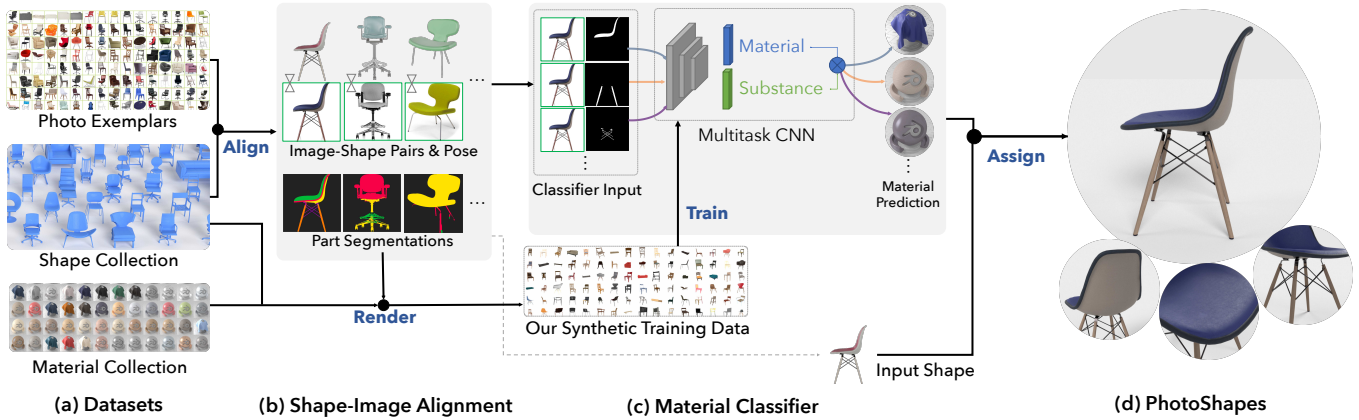 Photo Exemplars
Shape Collection
Material Collection
(a) Datasets
Align
Image-Shape Pairs & Pose
...
Part Segmentations
...
Render
(b) Shape-Image Alignment
Classifier Input
Material
Substance
Multitask CNN
Material
Prediction
Train
Our Synthetic Training Data
Input Shape
(c) Material Classifier
Assign
(d) PhotoShapes